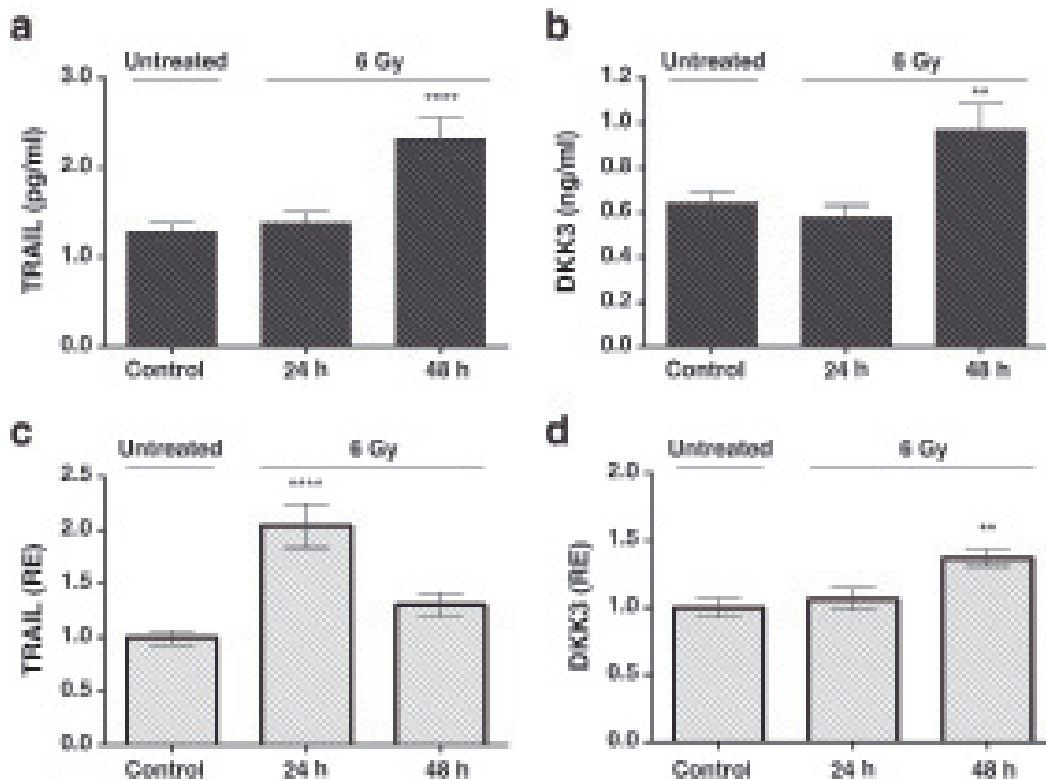 a
Untreated 6 Gy
TRAIL (pg/ml)
3.0
2.0
1.0
0.0
****
Control 24 h 48 h
b
Untreated 6 Gy
DKK3 (ng/ml)
1.2
1.0
0.8
0.6
0.4
0.2
0.0
**
Control 24 h 48 h
c
Untreated 6 Gy
TRAIL (RE)
2.5
2.0
1.5
1.0
0.5
0.0
****
Control 24 h 48 h
d
Untreated 6 Gy
DKK3 (RE)
2.0
1.5
1.0
0.5
0.0
**
Control 24 h 48 h